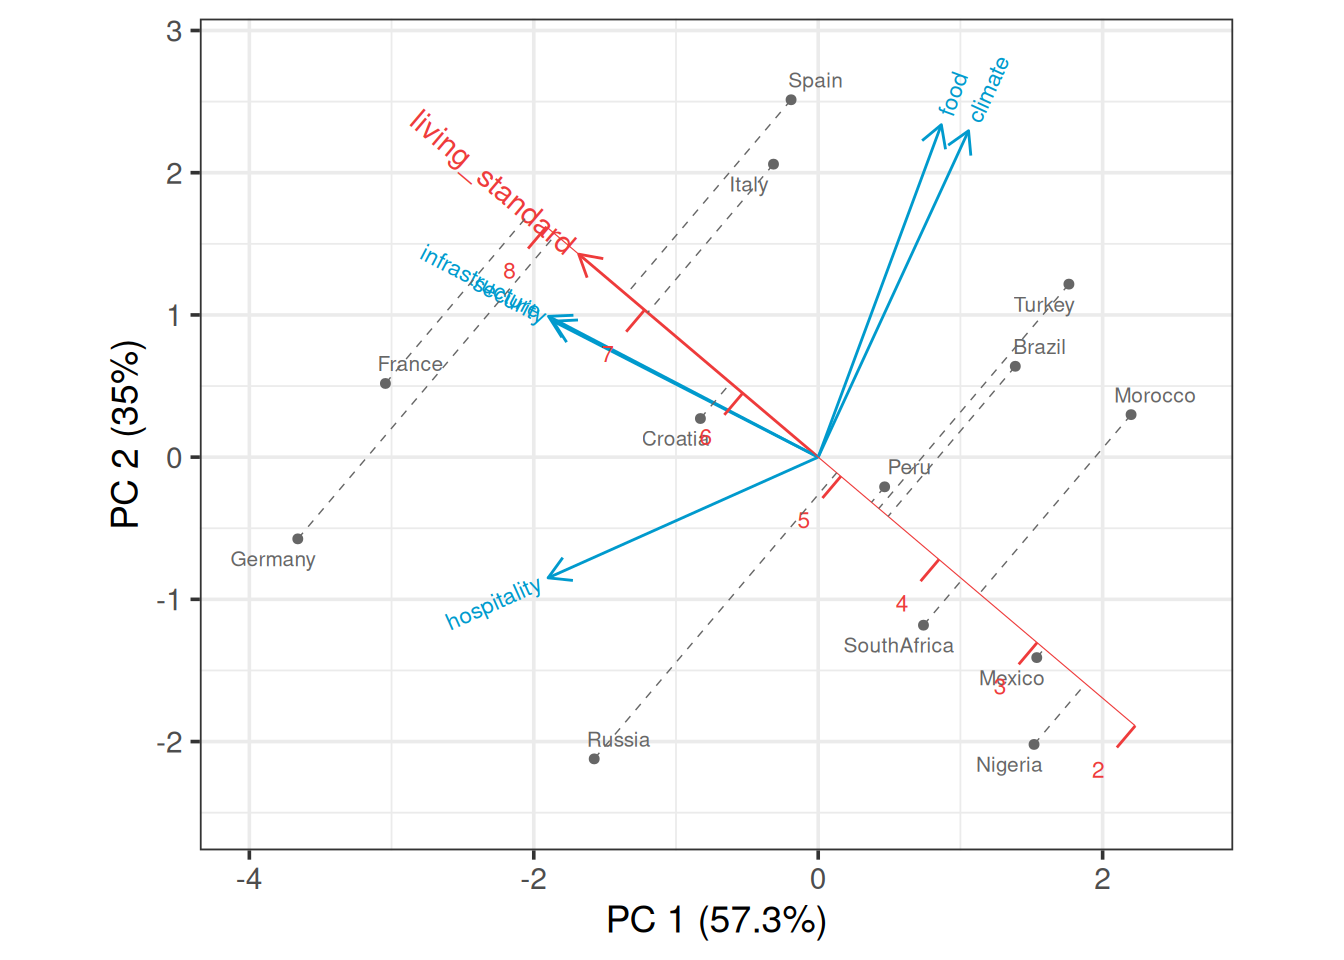 3
2
1
0
-1
-2
PC 2 (35%)
-4
-2
0
2
PC 1 (57.3%)
Spain
Italy
food
climate
living_standard
8
infrastructure
security
Turkey
7
Brazil
France
Morocco
Croatia
6
Peru
5
Germany
hospitality
4
SouthAfrica
Mexico
3
Russia
Nigeria
2